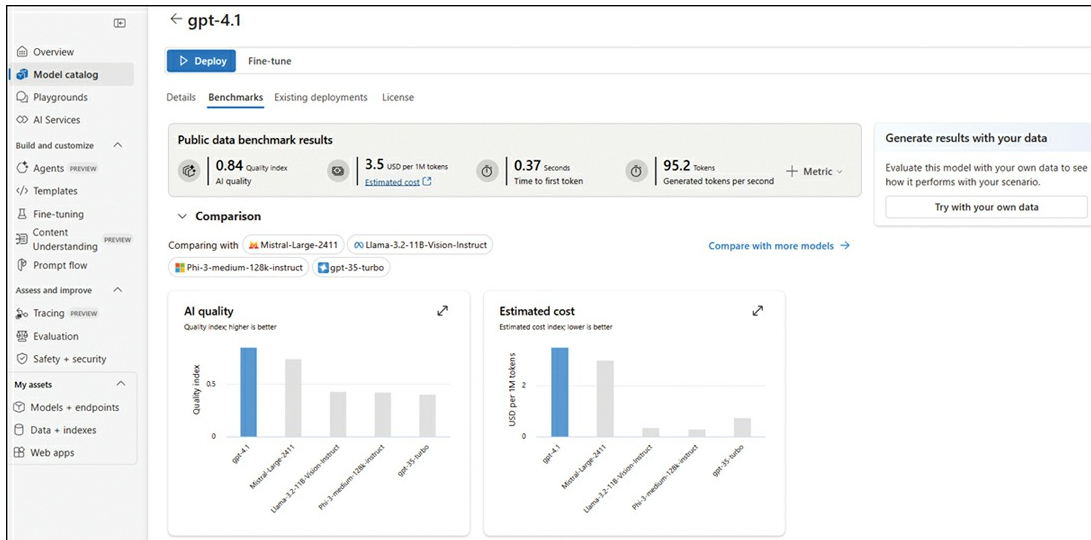 gpt-4.1
Overview
Model catalog
Playgrounds
AI Services
Build and customize
Agents PREVIEW
Templates
Fine-tuning
Content
Understanding PREVIEW
Prompt flow
Assess and improve
Tracing PREVIEW
Evaluation
Safety + security
My assets
Models + endpoints
Data + indexes
Web apps
Deploy Fine-tune
Details Benchmarks Existing deployments License
Public data benchmark results
0.84 Quality index
AI quality
3.5 USD per 1M tokens
Estimated cost
0.37 Seconds
Time to first token
95.2 Tokens
Generated tokens per second
Metric
Generate results with your data
Evaluate this model with your own data to see
how it performs with your scenario.
Try with your own data
Comparison
Comparing with Mistral-Large-2411 Llama-3.2-11B-Vision-Instruct
Phi-3-medium-128k-instruct gpt-35-turbo
Compare with more models
AI quality
Quality index; higher is better
Quality index
0.5
0
gpt-4.1
Mistral-Large-2411
Llama-3.2-11B-Vision-Instruct
Phi-3-medium-128k-instruct
gpt-35-turbo
Estimated cost
Estimated cost index; lower is better
USD per 1M tokens
2
0
gpt-4.1
Mistral-Large-2411
Llama-3.2-11B-Vision-Instruct
Phi-3-medium-128k-instruct
gpt-35-turbo